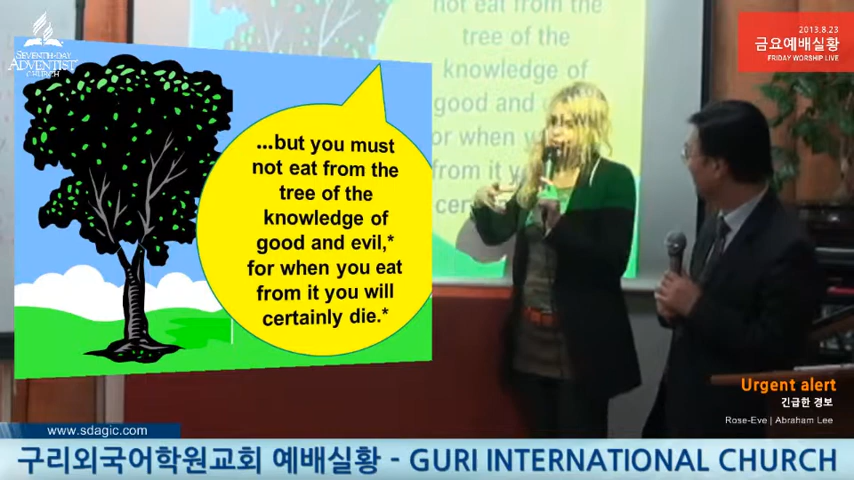 SEVENTH-DAY
ADVENTIST
CHURCH
...but you must
not eat from the
tree of the
knowledge of
good and evil,*
for when you eat
from it you will
certainly die.*
not eat from the
tree of the
knowledge of
good and
for when y
from it y
cer
2013.8.23
금요예배실황
FRIDAY WORSHIP LIVE
Urgent alert
긴급한 경보
Rose-Eve | Abraham Lee
www.sdagic.com
구리외국어학원교회 예배실황 - GURI INTERNATIONAL CHURCH